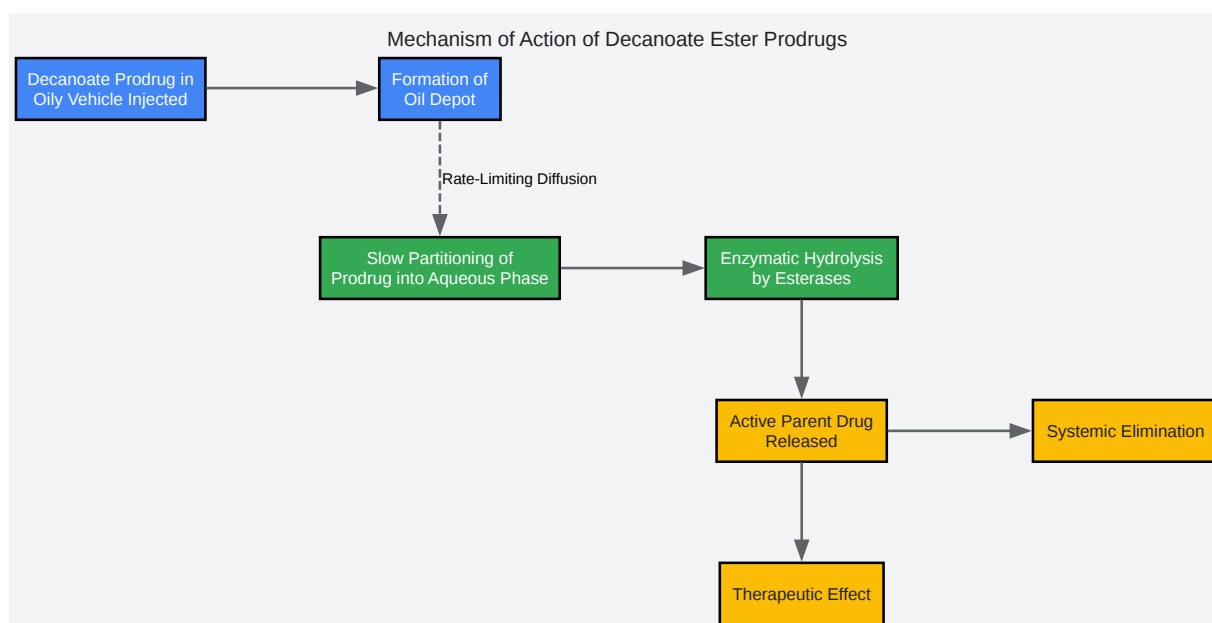 Mechanism of Action of Decanoate Ester Prodrugs
Decanoate Prodrug in
Oily Vehicle Injected
Formation of
Oil Depot
Rate-Limiting Diffusion
Slow Partitioning of
Prodrug into Aqueous Phase
Enzymatic Hydrolysis
by Esterases
Active Parent Drug
Released
Systemic Elimination
Therapeutic Effect